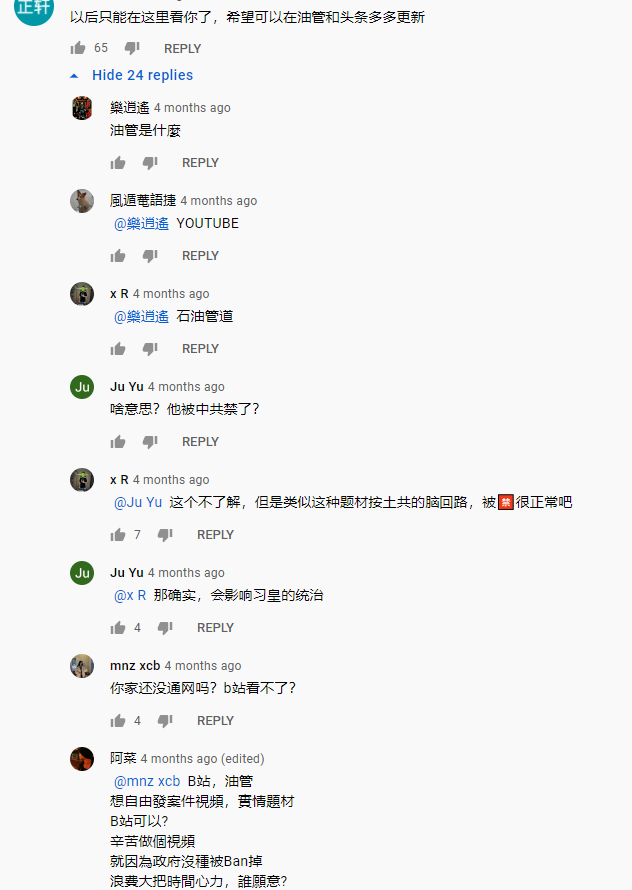 正轩
以后只能在这里看你了，希望可以在油管和头条多多更新
65 REPLY
Hide 24 replies
樂逍遙 4 months ago
油管是什麼
REPLY
風遁菴語捷 4 months ago
@樂逍遙 YOUTUBE
REPLY
x R 4 months ago
@樂逍遙 石油管道
REPLY
Ju
Ju Yu 4 months ago
啥意思？他被中共禁了？
REPLY
x R 4 months ago
@Ju Yu 这个不了解，但是类似这种题材按土共的脑回路，被🈲很正常吧
7 REPLY
Ju
Ju Yu 4 months ago
@x R 那确实，会影响习皇的统治
4 REPLY
mnz xcb 4 months ago
你家还没通网吗？b站看不了？
4 REPLY
阿菜 4 months ago (edited)
@mnz xcb B站，油管
想自由發案件視頻，實情題材
B站可以?
辛苦做個視頻
就因為政府沒種被Ban掉
浪費大把時間心力，誰願意?